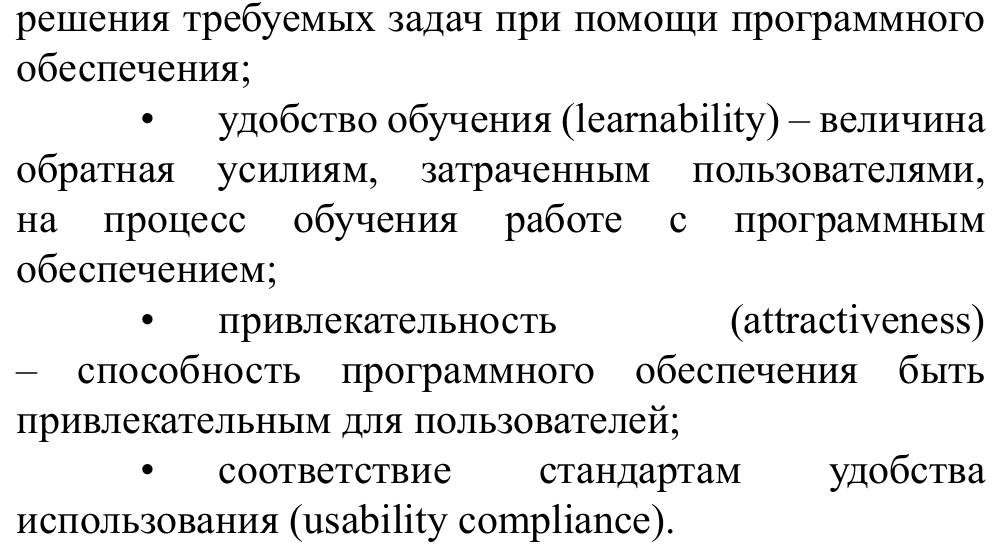 решения требуемых задач при помощи программного
обеспечения;
• удобство обучения (learnability) – величина
обратная усилиям, затраченным пользователями,
на процесс обучения работе с программным
обеспечением;
• привлекательность (attractiveness)
– способность программного обеспечения быть
привлекательным для пользователей;
• соответствие стандартам удобства
использования (usability compliance).